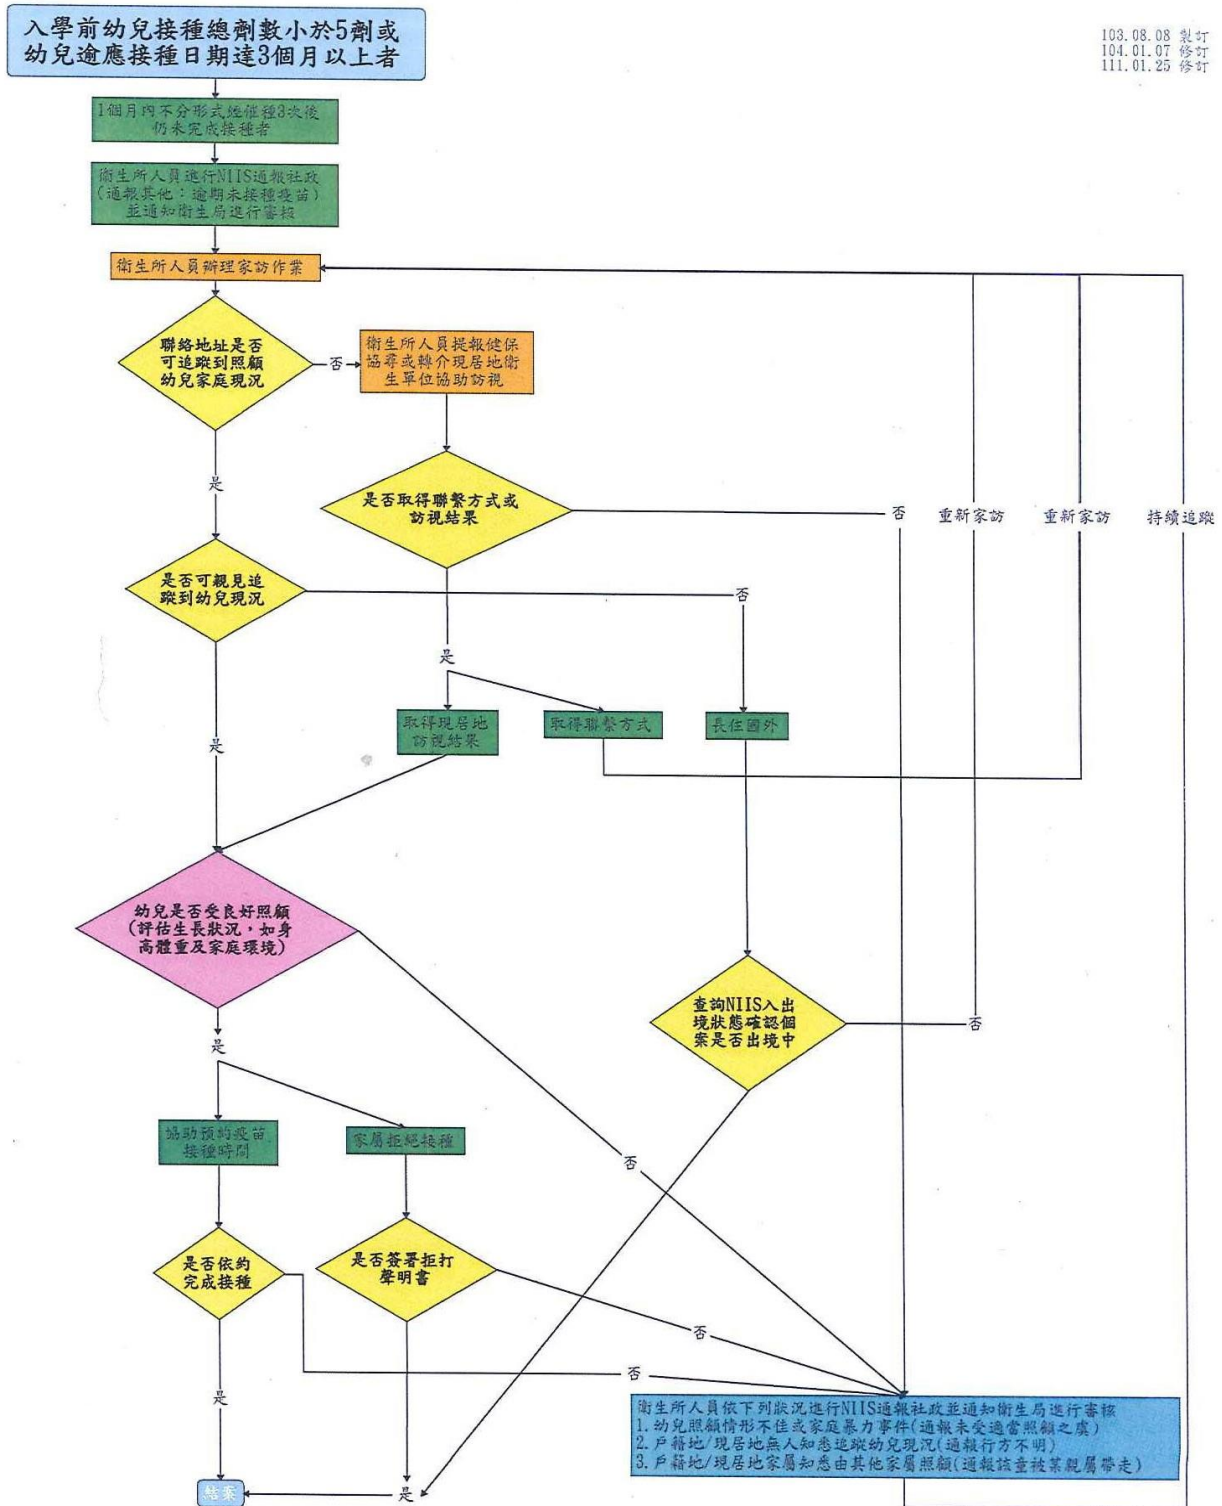 入學前幼兒接種總劑數小於5劑或
幼兒逾應接種日期達3個月以上者
103.08.08 製訂
104.01.07 修訂
111.01.25 修訂
1個月內不分形式經催種3次後
仍未完成接種者
衛生所人員進行NIIS通報社政
(通報其他：逾期未接種疫苗)
並通知衛生局進行審核
衛生所人員辦理家訪作業
聯絡地址是否
可追蹤到照顧
幼兒家庭現況
否
衛生所人員提報健保
協尋或轉介現居地衛
生單位協助訪視
是
是否取得聯繫方式或
訪視結果
否
重新家訪
重新家訪
持續追蹤
是否可親見追
蹤到幼兒現況
否
是
取得現居地
訪視結果
取得聯繫方式
長住國外
是
幼兒是否受良好照顧
(評估生長狀況，如身
高體重及家庭環境)
查詢NIIS入出
境狀態確認個
案是否出境中
否
是
協助預約疫苗
接種時間
家屬拒絕接種
否
是否依約
完成接種
是否簽署拒打
聲明書
否
否
是
衛生所人員依下列狀況進行NIIS通報社政並通知衛生局進行審核
1. 幼兒照顧情形不佳或家庭暴力事件(通報未受適當照顧之虞)
2. 戶籍地/現居地無人知悉追蹤幼兒現況(通報行方不明)
3. 戶籍地/現居地家屬知悉由其他家屬照顧(通報該童被某親屬帶走)
結案
是